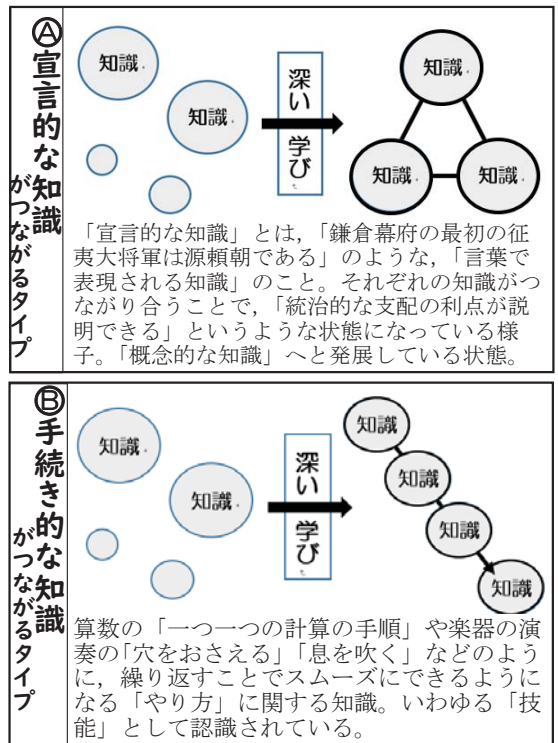 Ⓐ宣言的な知識
がつながるタイプ
知識.
知識.
深い学び
知識.
知識.
知識.
「宣言的な知識」とは，「鎌倉幕府の最初の征
夷大将軍は源頼朝である」のような，「言葉で
表現される知識」のこと。それぞれの知識がつ
ながり合うことで，「統治的な支配の利点が説
明できる」というような状態になっている様
子。「概念的な知識」へと発展している状態。
Ⓑ手続き的な知識
がつながるタイプ
知識.
知識.
深い学び
知識
知識
知識
知識
算数の「一つ一つの計算の手順」や楽器の演
奏の「穴をおさえる」「息を吹く」などのよう
に，繰り返すことでスムーズにできるように
なる「やり方」に関する知識。いわゆる「技
能」として認識されている。